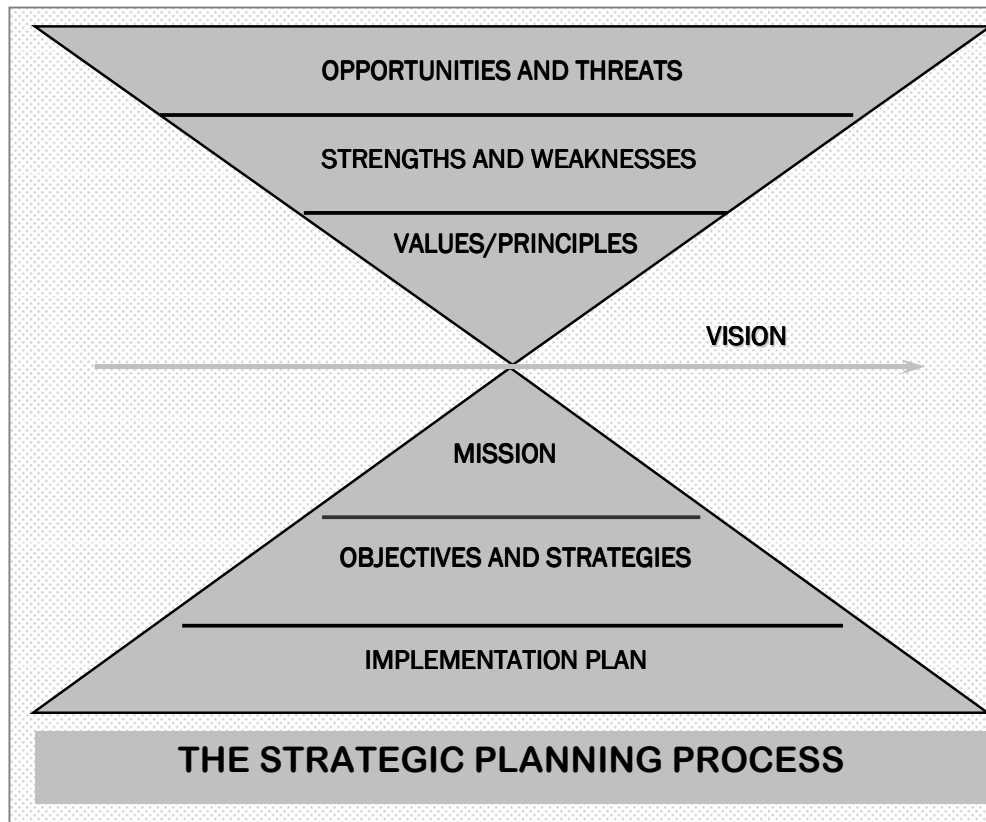 OPPORTUNITIES AND THREATS
STRENGTHS AND WEAKNESSES
VALUES/PRINCIPLES
VISION
MISSION
OBJECTIVES AND STRATEGIES
IMPLEMENTATION PLAN
THE STRATEGIC PLANNING PROCESS